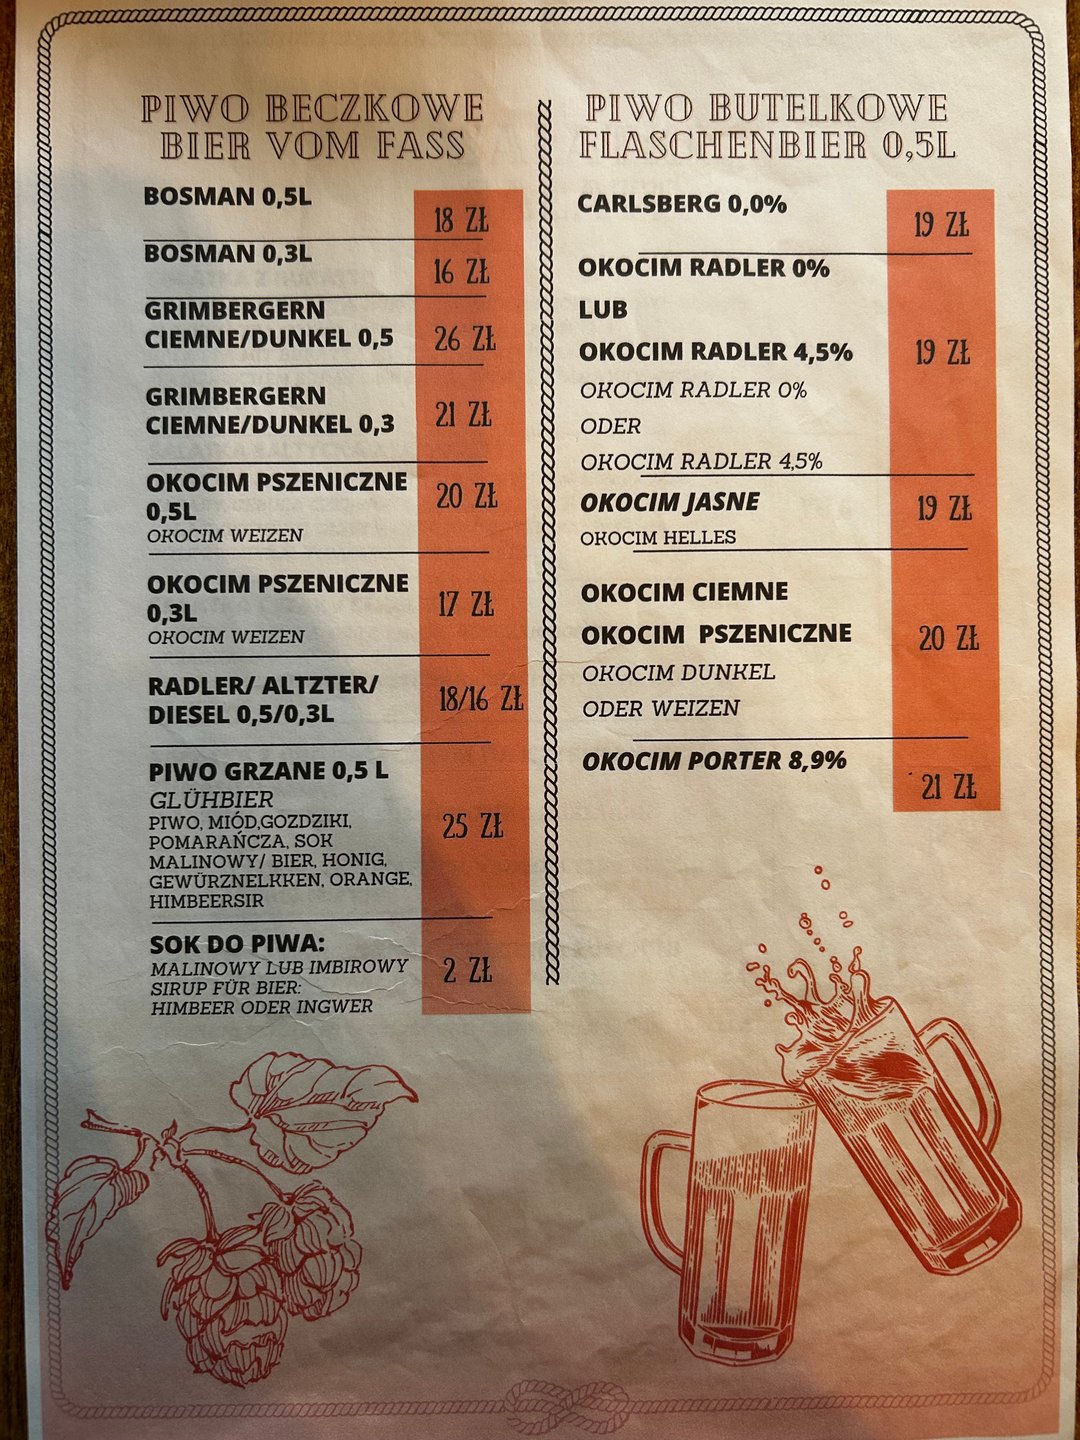 PIWO BECZKOWE
BIER VOM FASS
BOSMAN 0,5L
18 ZŁ
BOSMAN 0,3L
16 ZŁ
GRIMBERGERN
CIEMNE/DUNKEL 0,5
26 ZŁ
GRIMBERGERN
CIEMNE/DUNKEL 0,3
21 ZŁ
OKOCIM PSZENICZNE
0,5L
20 ZŁ
OKOCIM WEIZEN
OKOCIM PSZENICZNE
0,3L
17 ZŁ
OKOCIM WEIZEN
RADLER/ ALTZTER/
DIESEL 0,5/0,3L
18/16 ZŁ
PIWO GRZANE 0,5 L
GLÜHBIER
PIWO, MIÓD,GOZDZIKI,
POMARAŃCZA, SOK
MALINOWY/ BIER, HONIG,
GEWÜRZNELKKEN, ORANGE,
HIMBEERSIR
25 ZŁ
SOK DO PIWA:
MALINOWY LUB IMBIROWY
SIRUP FÜR BIER:
HIMBEER ODER INGWER
2 ZŁ
PIWO BUTELKOWE
FLASCHENBIER 0,5L
CARLSBERG 0,0%
19 ZŁ
OKOCIM RADLER 0%
LUB
OKOCIM RADLER 4,5%
19 ZŁ
OKOCIM RADLER 0%
ODER
OKOCIM RADLER 4,5%
OKOCIM JASNE
19 ZŁ
OKOCIM HELLES
OKOCIM CIEMNE
OKOCIM PSZENICZNE
20 ZŁ
OKOCIM DUNKEL
ODER WEIZEN
OKOCIM PORTER 8,9%
21 ZŁ